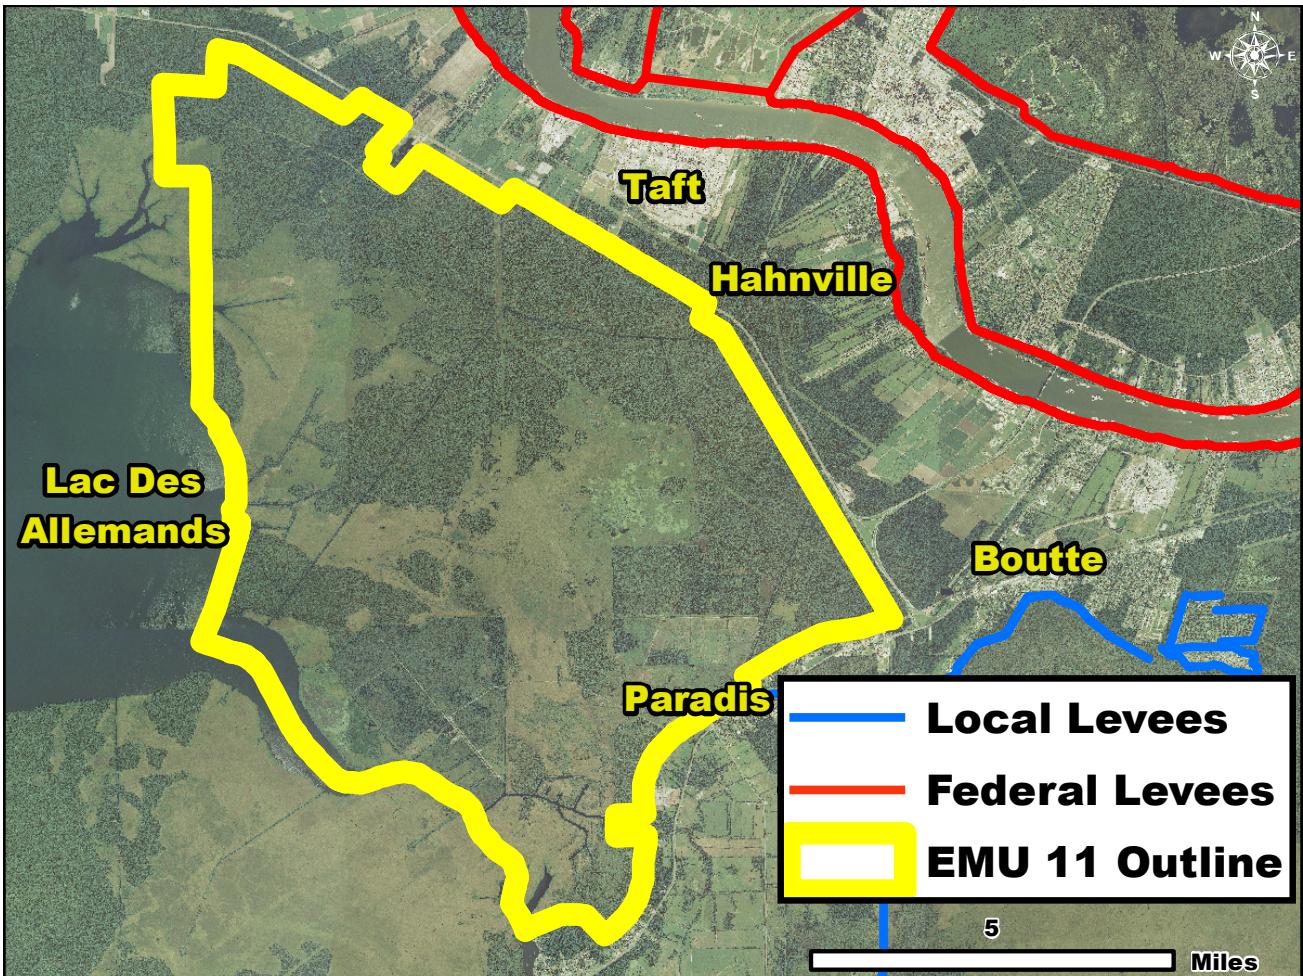 N
W E
S
Taft
Hahnville
Lac Des
Allemands
Boutte
Paradis
Local Levees
Federal Levees
EMU 11 Outline
5
Miles